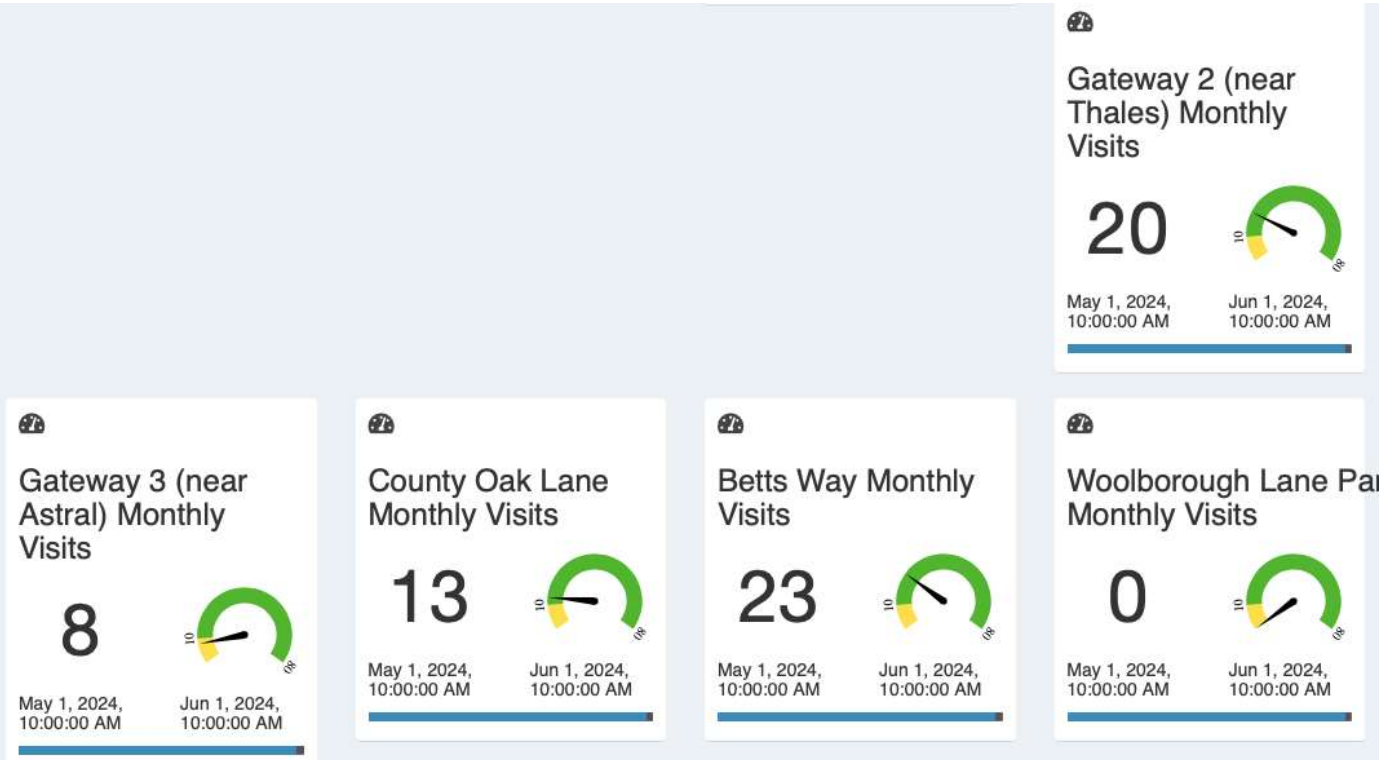 Gateway 2 (near
Thales) Monthly
Visits
20
10
80
May 1, 2024,
10:00:00 AM
Jun 1, 2024,
10:00:00 AM
Gateway 3 (near
Astral) Monthly
Visits
8
10
80
May 1, 2024,
10:00:00 AM
Jun 1, 2024,
10:00:00 AM
County Oak Lane
Monthly Visits
13
10
80
May 1, 2024,
10:00:00 AM
Jun 1, 2024,
10:00:00 AM
Betts Way Monthly
Visits
23
10
80
May 1, 2024,
10:00:00 AM
Jun 1, 2024,
10:00:00 AM
Woolborough Lane Par
Monthly Visits
0
10
80
May 1, 2024,
10:00:00 AM
Jun 1, 2024,
10:00:00 AM